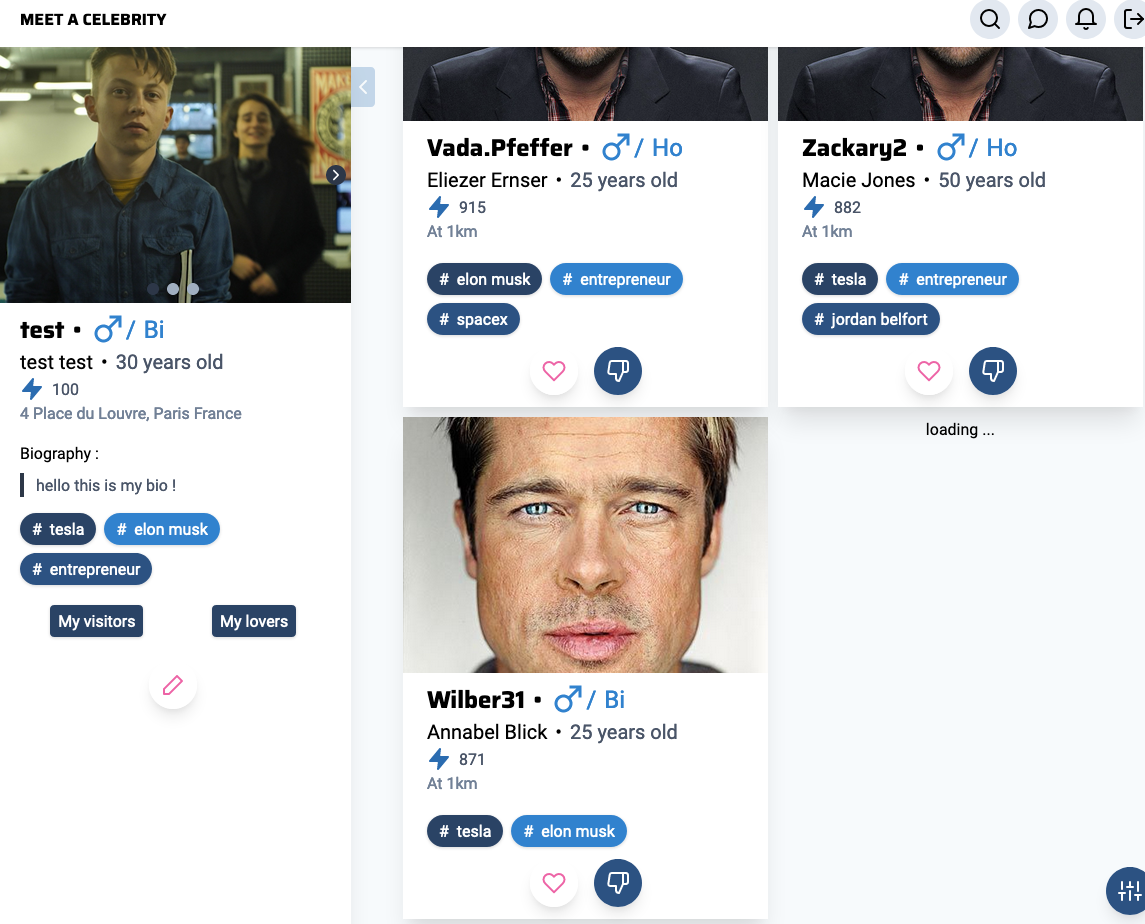 MEET A CELEBRITY
test • / Bi
test test • 30 years old
100
4 Place du Louvre, Paris France
Biography :
hello this is my bio !
# tesla
# elon musk
# entrepreneur
My visitors
My lovers
Vada.Pfeffer • / Ho
Eliezer Ernser • 25 years old
915
At 1km
# elon musk
# entrepreneur
# spacex
Zackary2 • / Ho
Macie Jones • 50 years old
882
At 1km
# tesla
# entrepreneur
# jordan belfort
Wilber31 • / Bi
Annabel Blick • 25 years old
871
At 1km
# tesla
# elon musk
loading ...